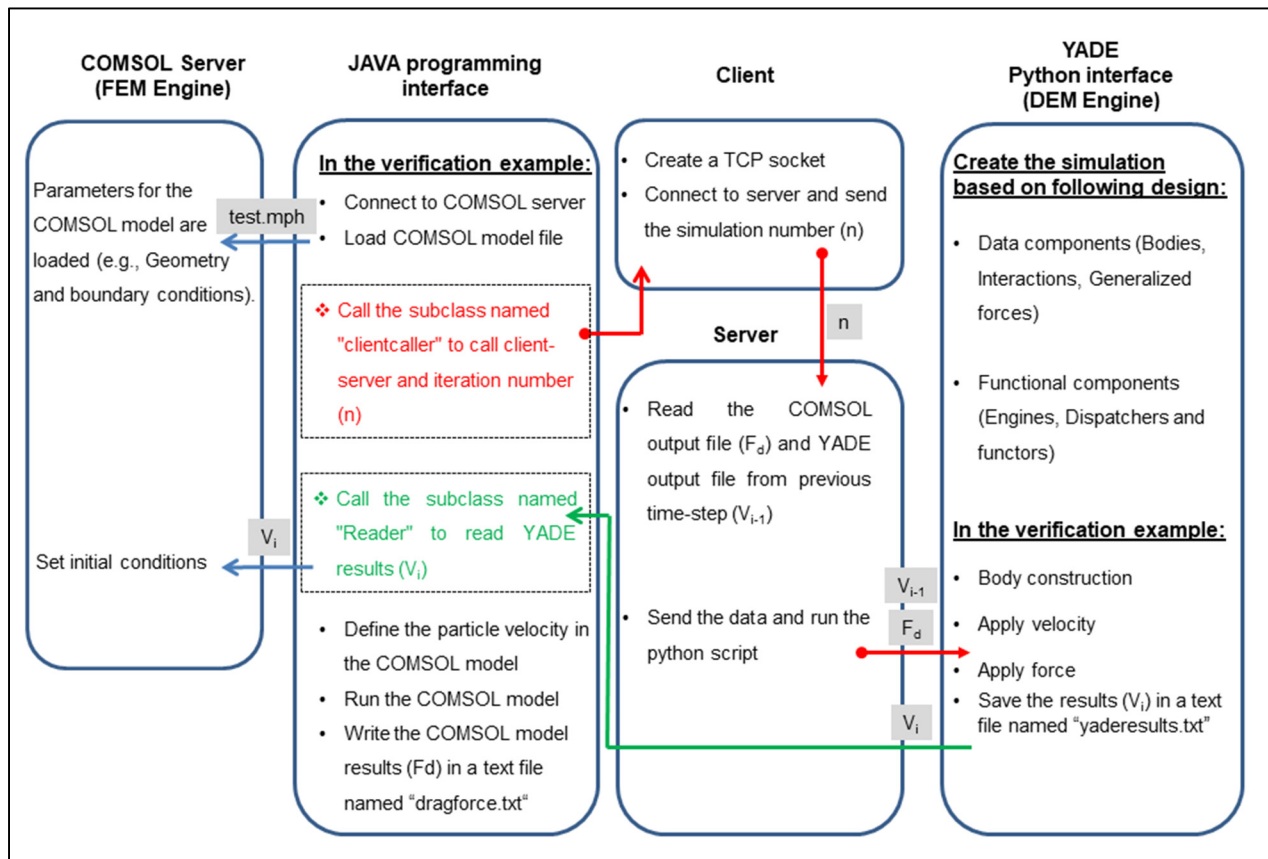 COMSOL Server
(FEM Engine)
Parameters for the
COMSOL model are
loaded (e.g., Geometry
and boundary conditions).
Set initial conditions
test.mph
Vi
JAVA programming
interface
In the verification example:
• Connect to COMSOL server
• Load COMSOL model file
❖ Call the subclass named
"clientcaller" to call client-
server and iteration number
(n)
❖ Call the subclass named
"Reader" to read YADE
results (Vi)
• Define the particle velocity in
the COMSOL model
• Run the COMSOL model
• Write the COMSOL model
results (Fd) in a text file
named “dragforce.txt“
Client
• Create a TCP socket
• Connect to server and send
the simulation number (n)
n
Server
• Read the COMSOL
output file (Fd) and YADE
output file from previous
time-step (Vi-1)
• Send the data and run the
python script
Vi-1
Fd
Vi
YADE
Python interface
(DEM Engine)
Create the simulation
based on following design:
• Data components (Bodies,
Interactions, Generalized
forces)
• Functional components
(Engines, Dispatchers and
functors)
In the verification example:
• Body construction
• Apply velocity
• Apply force
• Save the results (Vi) in a text
file named “yaderesults.txt”